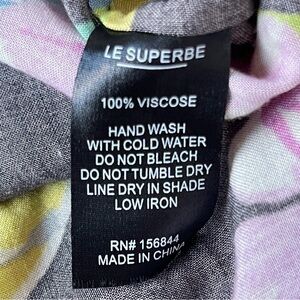 LE SUPERBE
100% VISCOSE
HAND WASH
WITH COLD WATER
DO NOT BLEACH
DO NOT TUMBLE DRY
LINE DRY IN SHADE
LOW IRON
RN# 156844
MADE IN CHINA